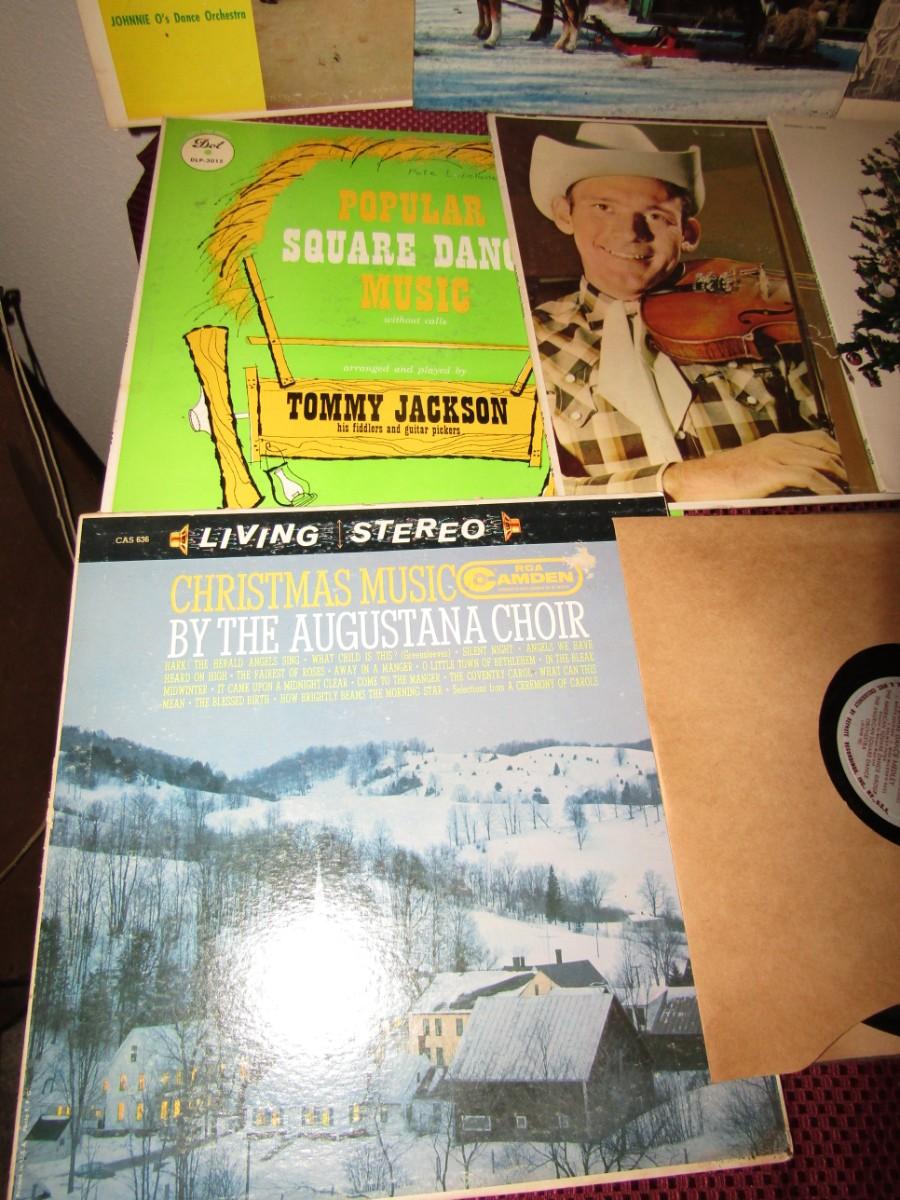 JOHNNIE O's Dance Orchestra
Dot
DLP-3015
Pete
POPULAR
SQUARE DANC
MUSIC
without calls
arranged and played by
TOMMY JACKSON
his fiddlers and guitar pickers
CAS 636
LIVING STEREO
CHRISTMAS MUSIC
RCA
CAMDEN
BY THE AUGUSTANA CHOIR
HARK! THE HERALD ANGELS SING • WHAT CHILD IS THIS? (Greensleeves) • SILENT NIGHT • ANGELS WE HAVE
HEARD ON HIGH • THE FAIREST OF ROSES • AWAY IN A MANGER • O LITTLE TOWN OF BETHLEHEM • IN THE BLEAK
MIDWINTER • IT CAME UPON A MIDNIGHT CLEAR • COME TO THE MANGER • THE COVENTRY CAROL • WHAT CAN THIS
MEAN • THE BLESSED BIRTH • HOW BRIGHTLY BEAMS THE MORNING STAR • Selections from A CEREMONY OF CAROLS